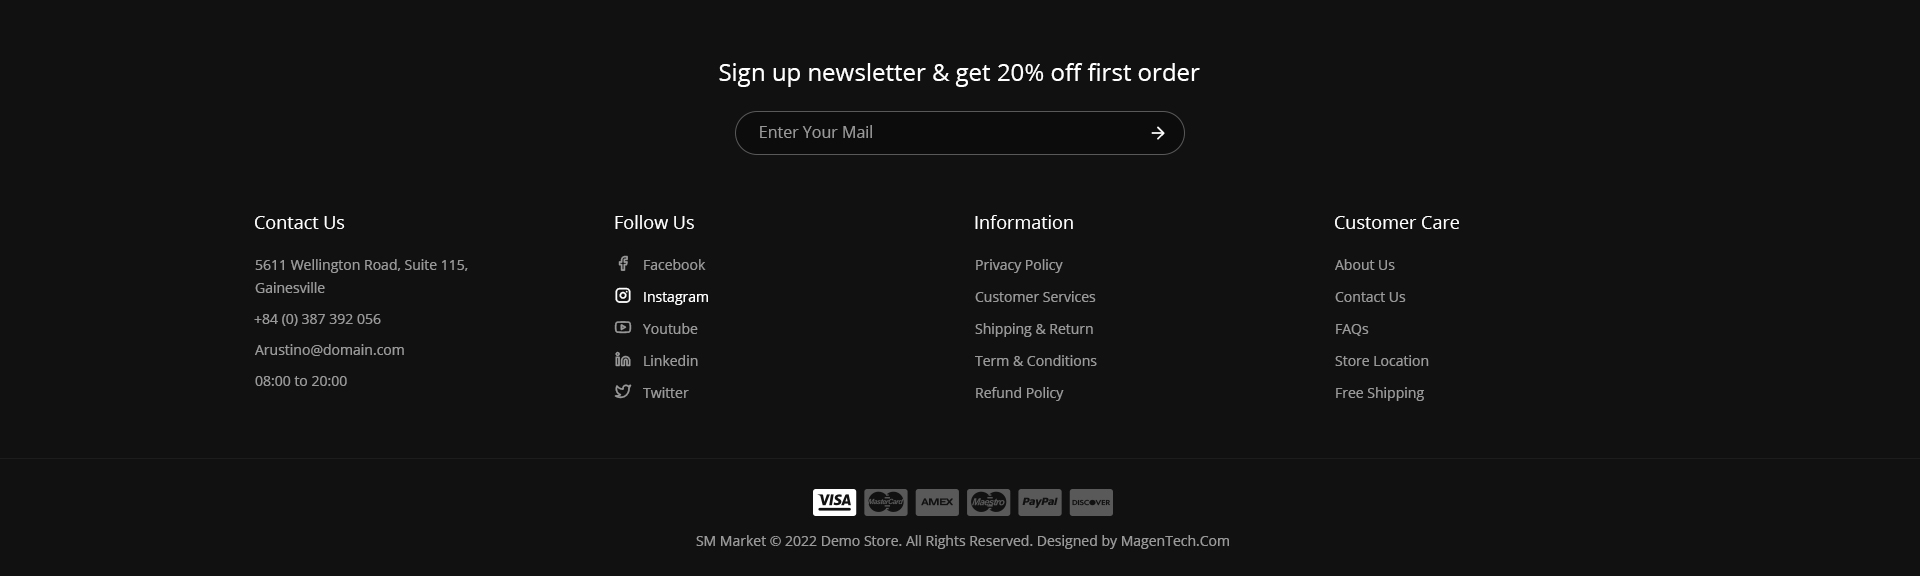 Sign up newsletter & get 20% off first order
Enter Your Mail
Contact Us
5611 Wellington Road, Suite 115,
Gainesville
+84 (0) 387 392 056
Arustino@domain.com
08:00 to 20:00
Follow Us
Facebook
Instagram
Youtube
Linkedin
Twitter
Information
Privacy Policy
Customer Services
Shipping & Return
Term & Conditions
Refund Policy
Customer Care
About Us
Contact Us
FAQs
Store Location
Free Shipping
VISA MasterCard AMEX Maestro PayPal DISCOVER
SM Market © 2022 Demo Store. All Rights Reserved. Designed by MagenTech.Com